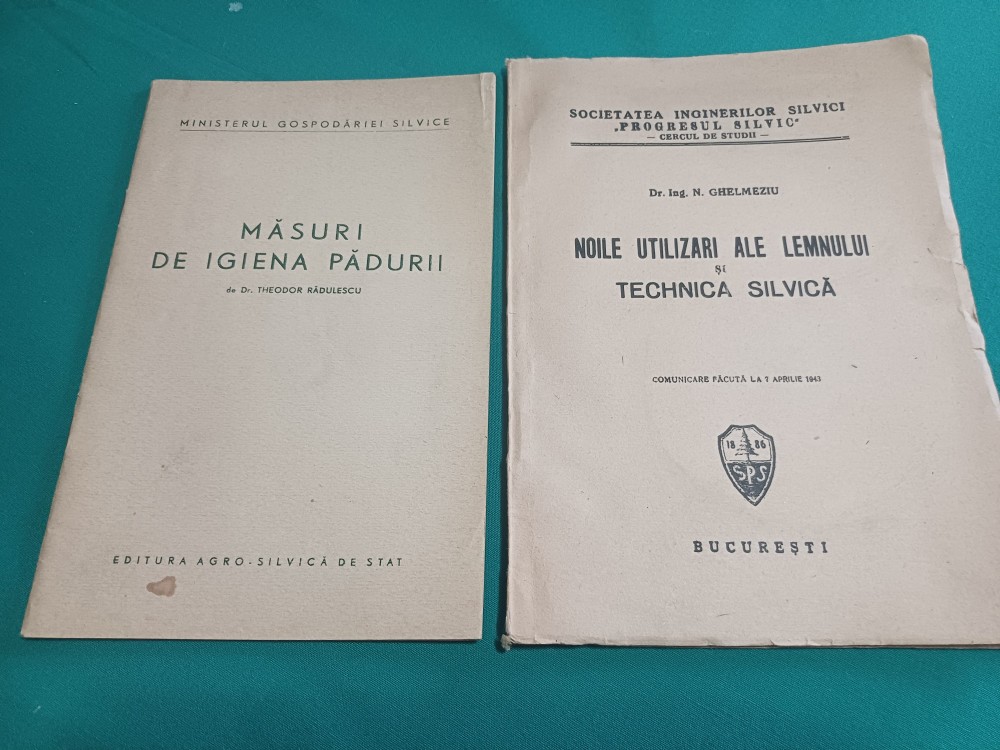 MINISTERUL GOSPODĂRIEI SILVICE
MĂSURI
DE IGIENA PĂDURII
de Dr. THEODOR RĂDULESCU
EDITURA AGRO-SILVICĂ DE STAT
SOCIETATEA INGINERILOR SILVICI
„PROGRESUL SILVIC"
— CERCUL DE STUDII —
Dr. Ing. N. GHELMEZIU
NOILE UTILIZARI ALE LEMNULUI
ȘI
TECHNICA SILVICĂ
COMUNICARE FĂCUTĂ LA 7 APRILIE 1943
18 86
SPS
BUCUREȘTI